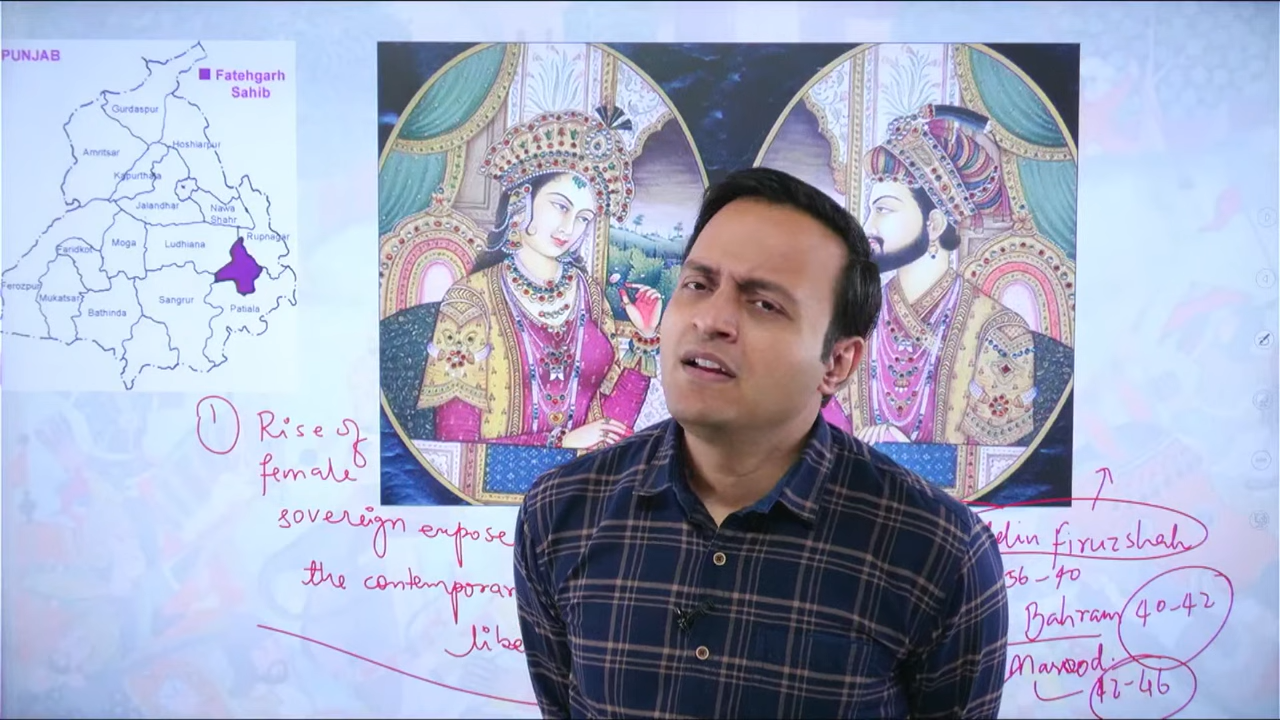 PUNJAB
Fatehgarh
Sahib
Gurdaspur
Hoshiarpur
Amritsar
Kapurthala
Jalandhar
Nawa
Shahr
Rupnagar
Faridkot
Moga
Ludhiana
Ferozpur
Mukatsar
Bathinda
Sangrur
Patiala
1 Rise of
female
sovereign expose
the contemporar
libe
din firuzshah
36-40
Bahram 40-42
Masood
42-46